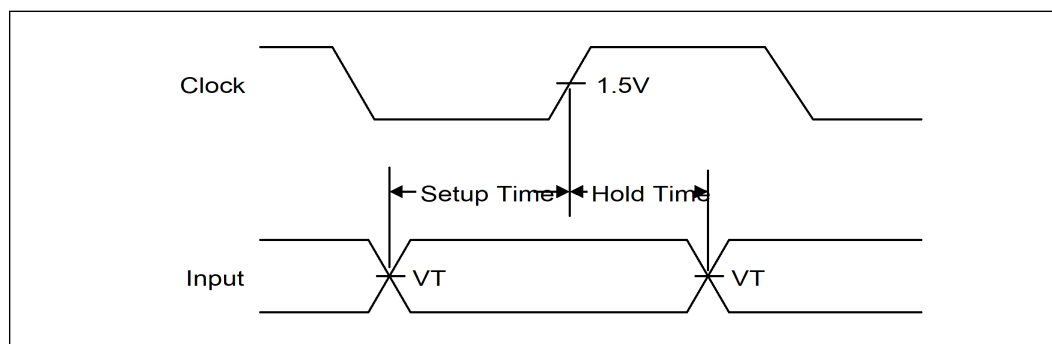 Clock
1.5V
Setup Time
Hold Time
Input
VT
VT